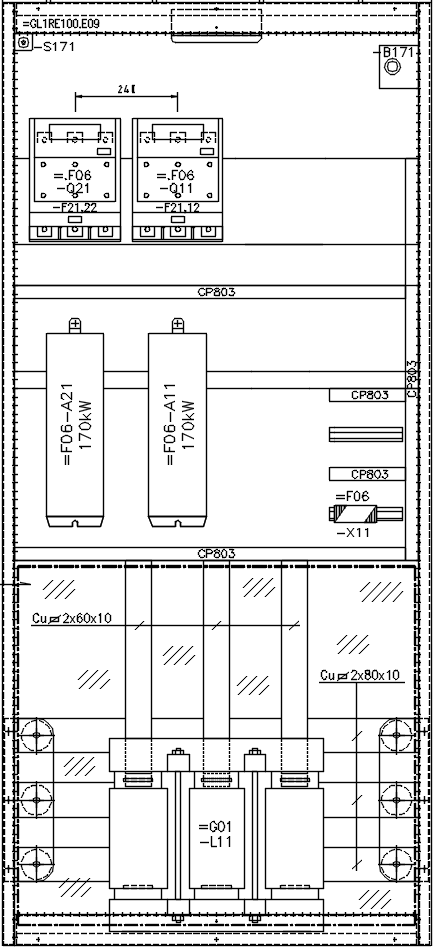 =GL1RE100.E09
-S171
-B171
=.F06
-Q21
-F21,22
=.F06
-Q11
-F21,12
CP803
CP803
=F06-A21
170kW
=F06-A11
170kW
CP803
CP803
=F06
-X11
CP803
Cu 2x60x10
Cu 2x80x10
=G01
-L11